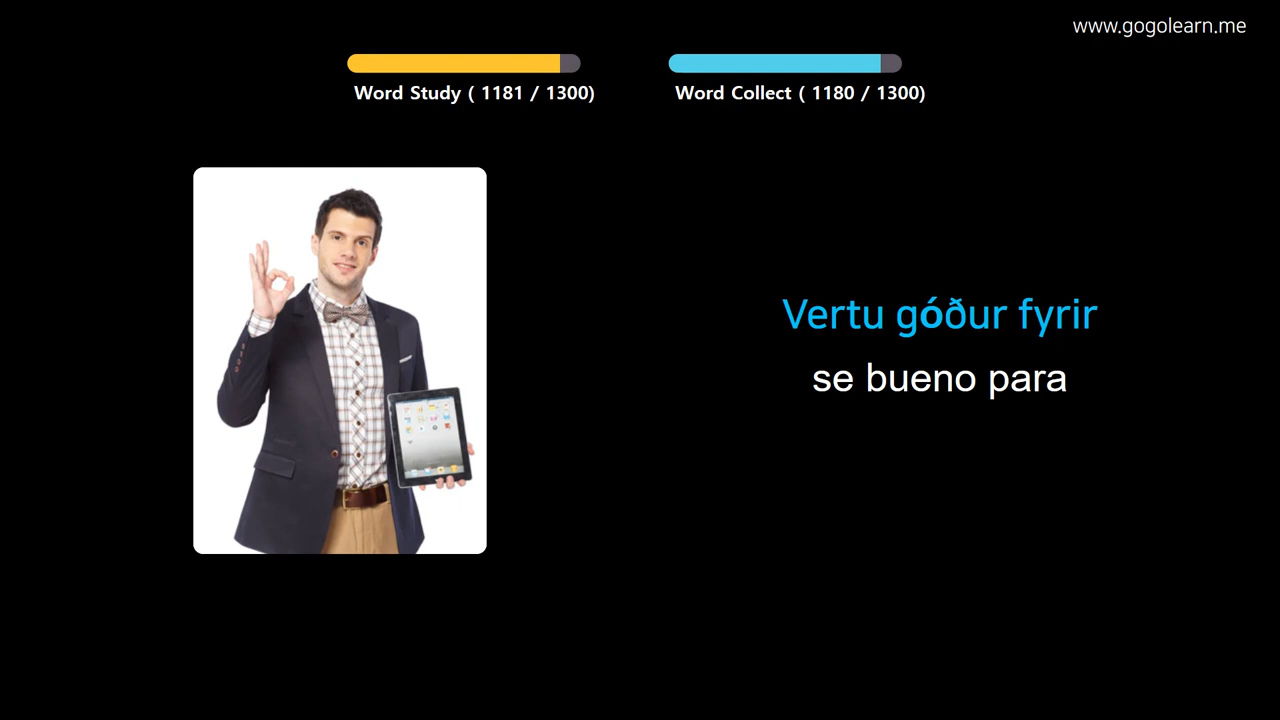 www.gogolearn.me
Word Study ( 1181 / 1300)
Word Collect ( 1180 / 1300)
Vertu góður fyrir
se bueno para